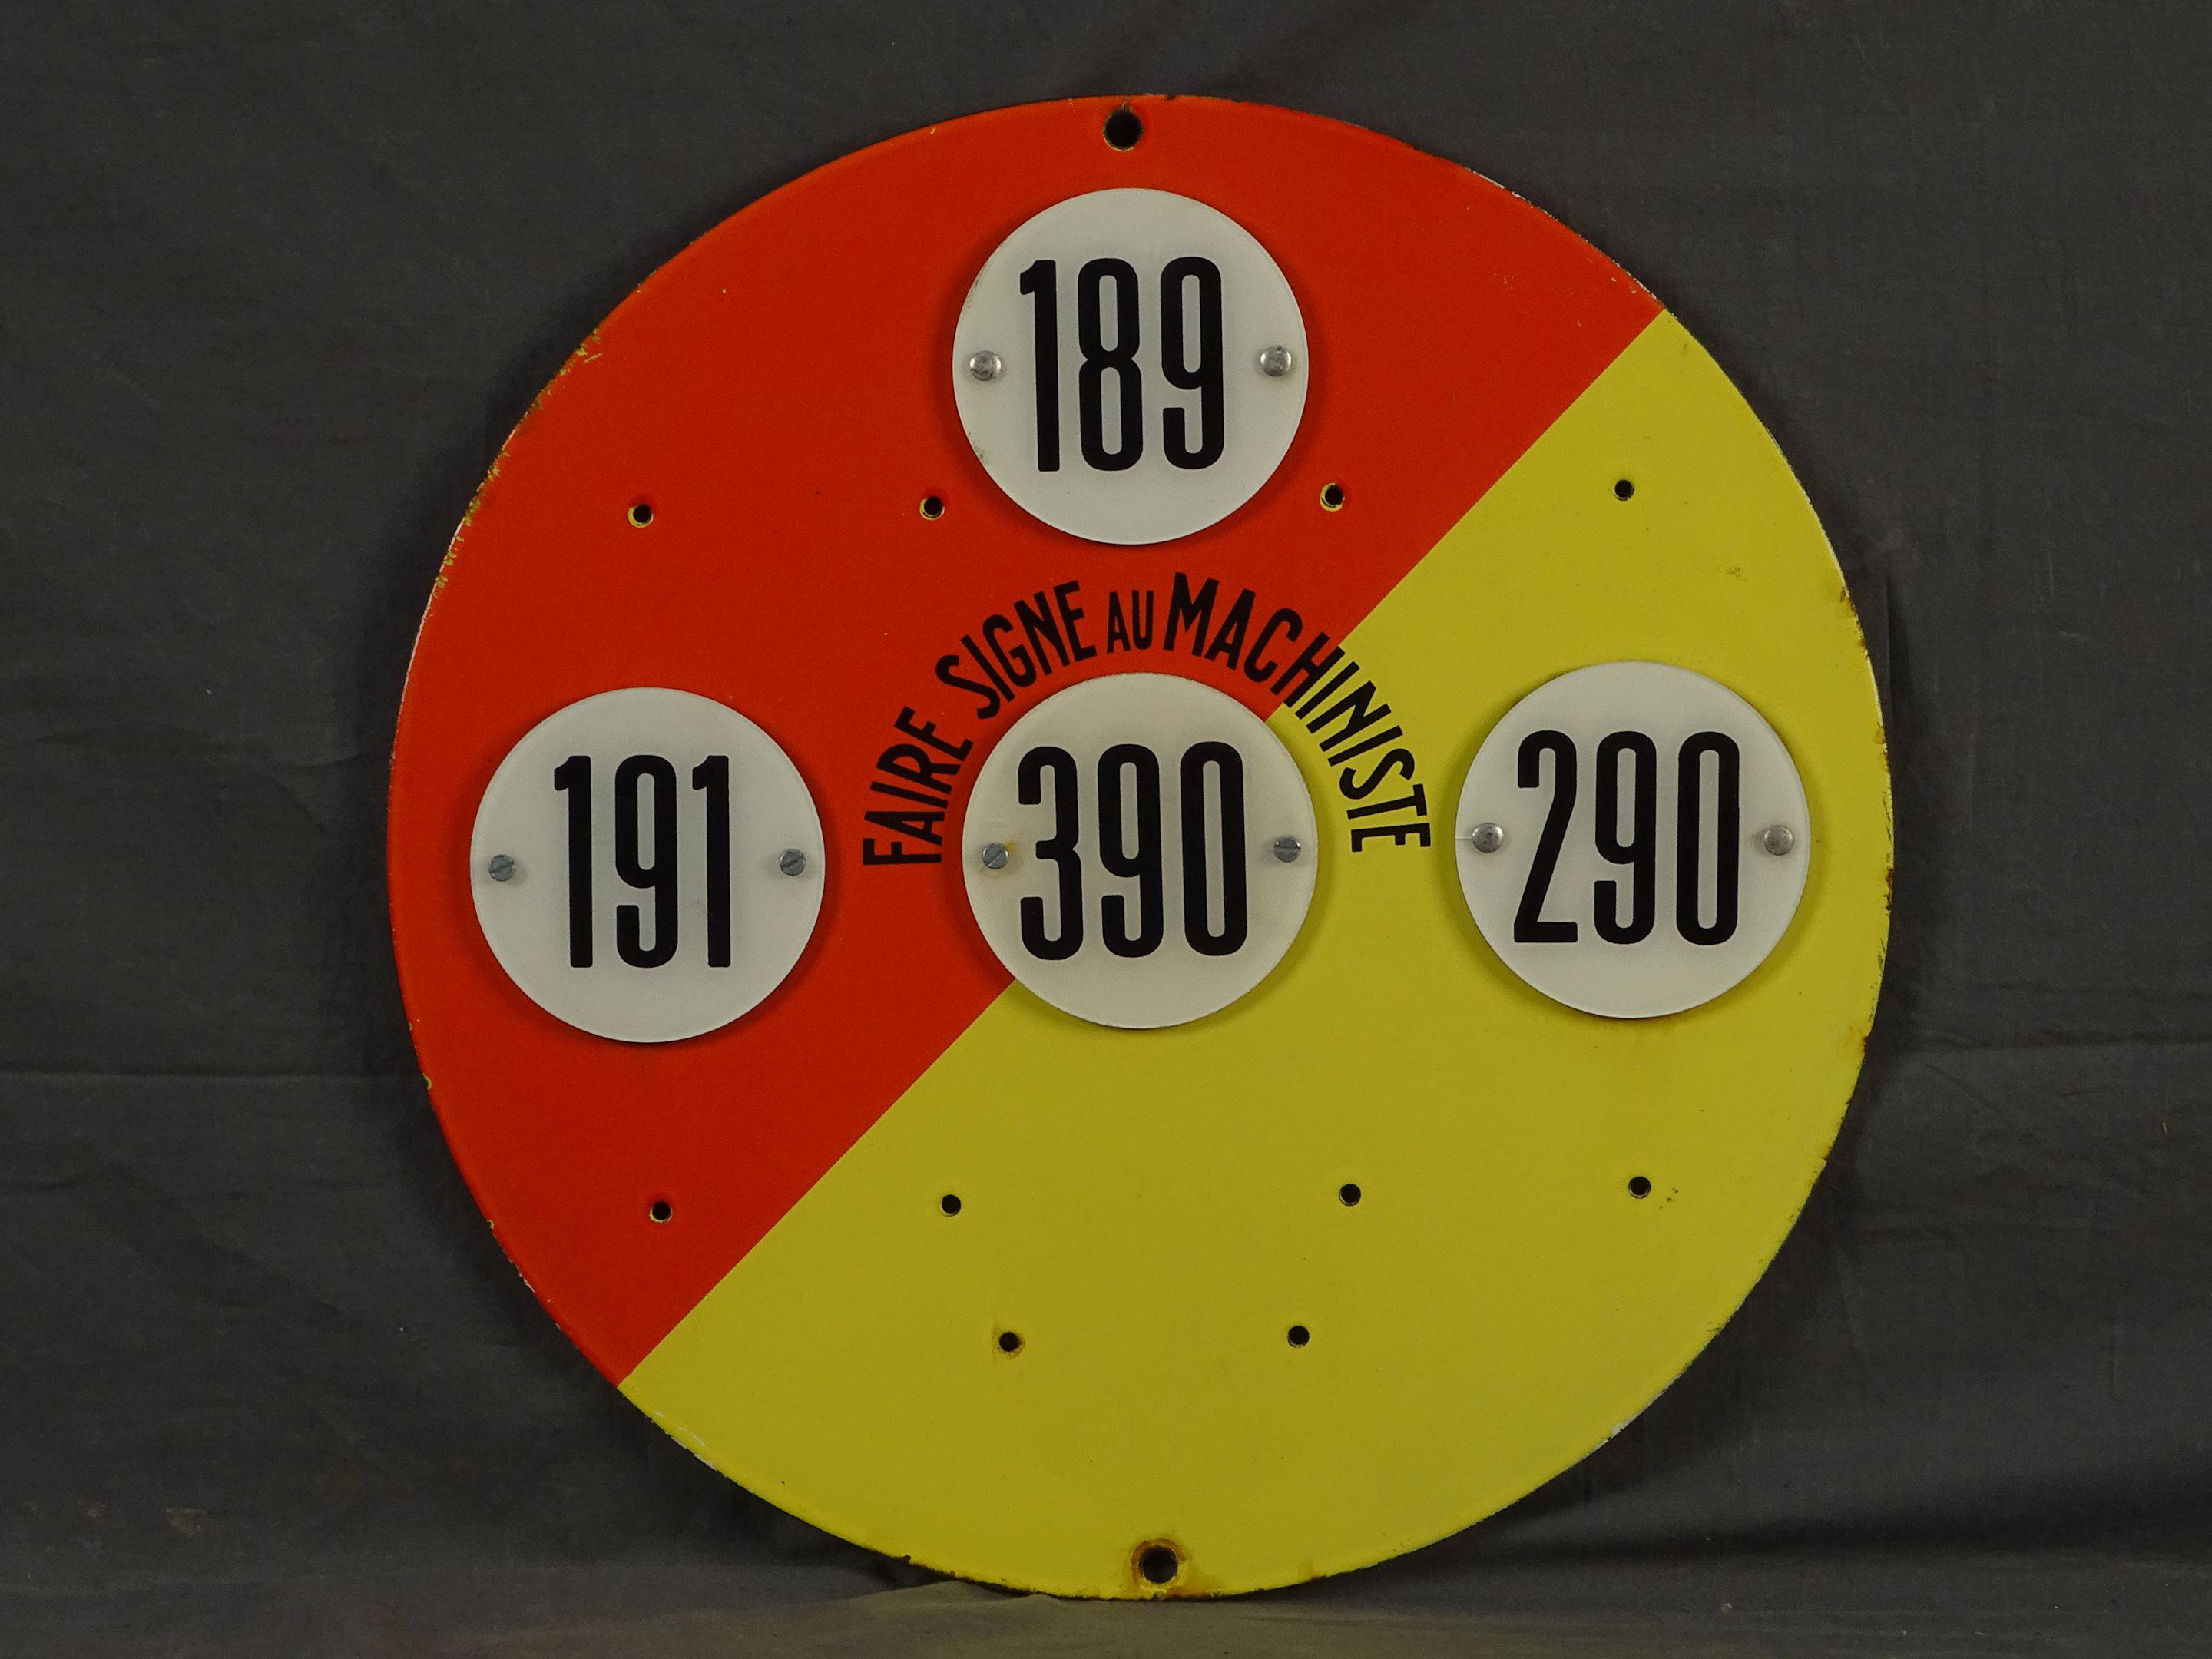 189
FAIRE SIGNE AU MACHINISTE
191 390 290